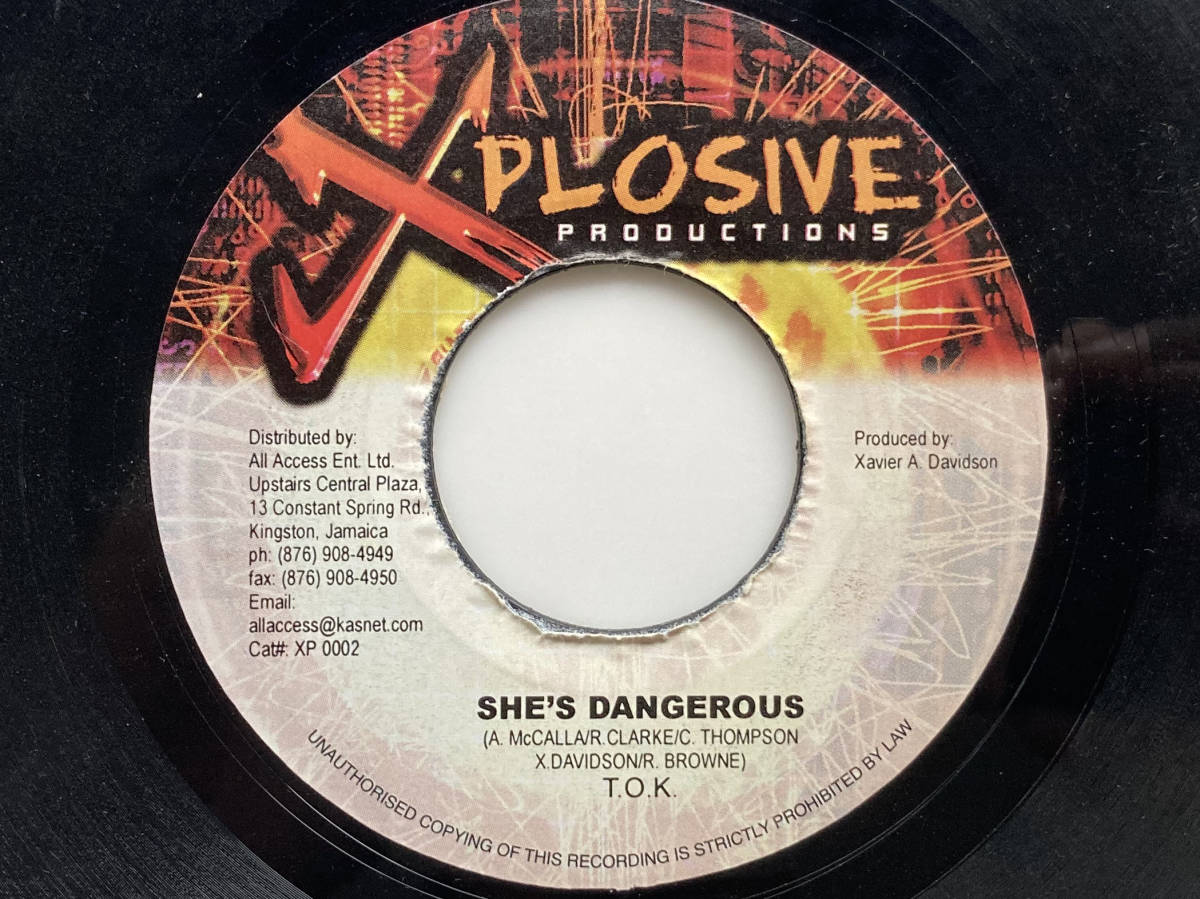 XPLOSIVE
PRODUCTIONS
Distributed by:
All Access Ent. Ltd.
Upstairs Central Plaza,
13 Constant Spring Rd.,
Kingston, Jamaica
ph: (876) 908-4949
fax: (876) 908-4950
Email:
allaccess@kasnet.com
Cat#: XP 0002
Produced by:
Xavier A. Davidson
SHE'S DANGEROUS
(A. McCALLA/R.CLARKE/C. THOMPSON
X.DAVIDSON/R. BROWNE)
T.O.K.
UNAUTHORISED COPYING OF THIS RECORDING IS STRICTLY PROHIBITED BY LAW